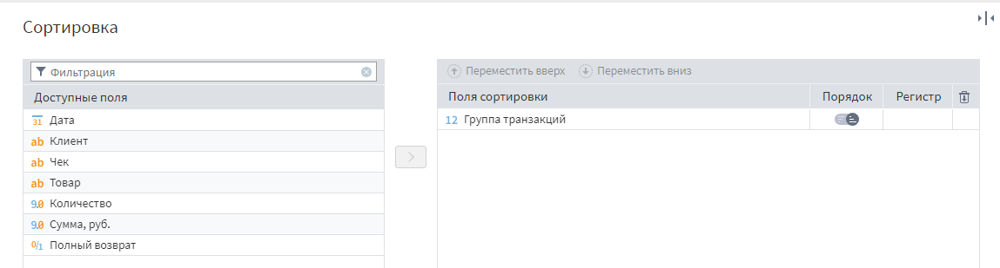 Сортировка
Фильтрация
Доступные поля
31 Дата
ab Клиент
ab Чек
ab Товар
9.0 Количество
9.0 Сумма, руб.
0/1 Полный возврат
Переместить вверх Переместить вниз
Поля сортировки Порядок Регистр
12 Группа транзакций